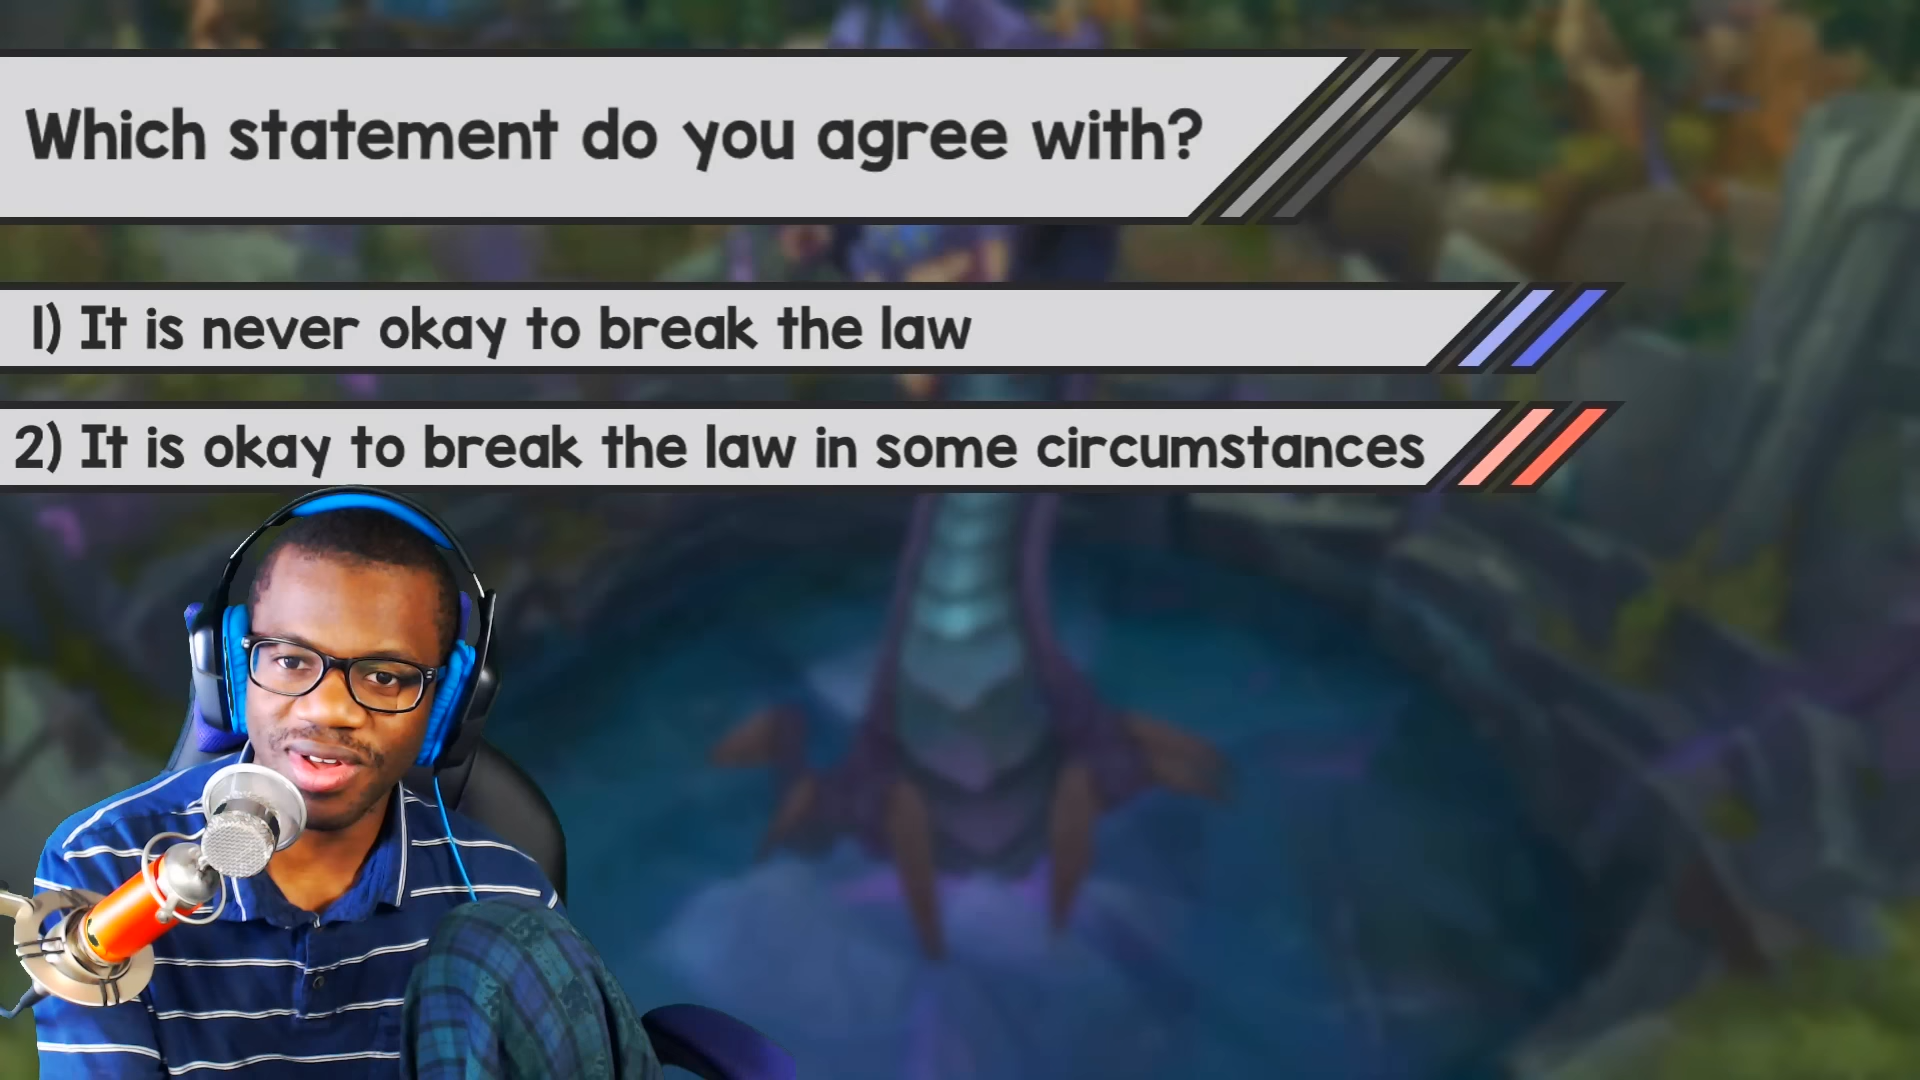 Which statement do you agree with?
1) It is never okay to break the law
2) It is okay to break the law in some circumstances